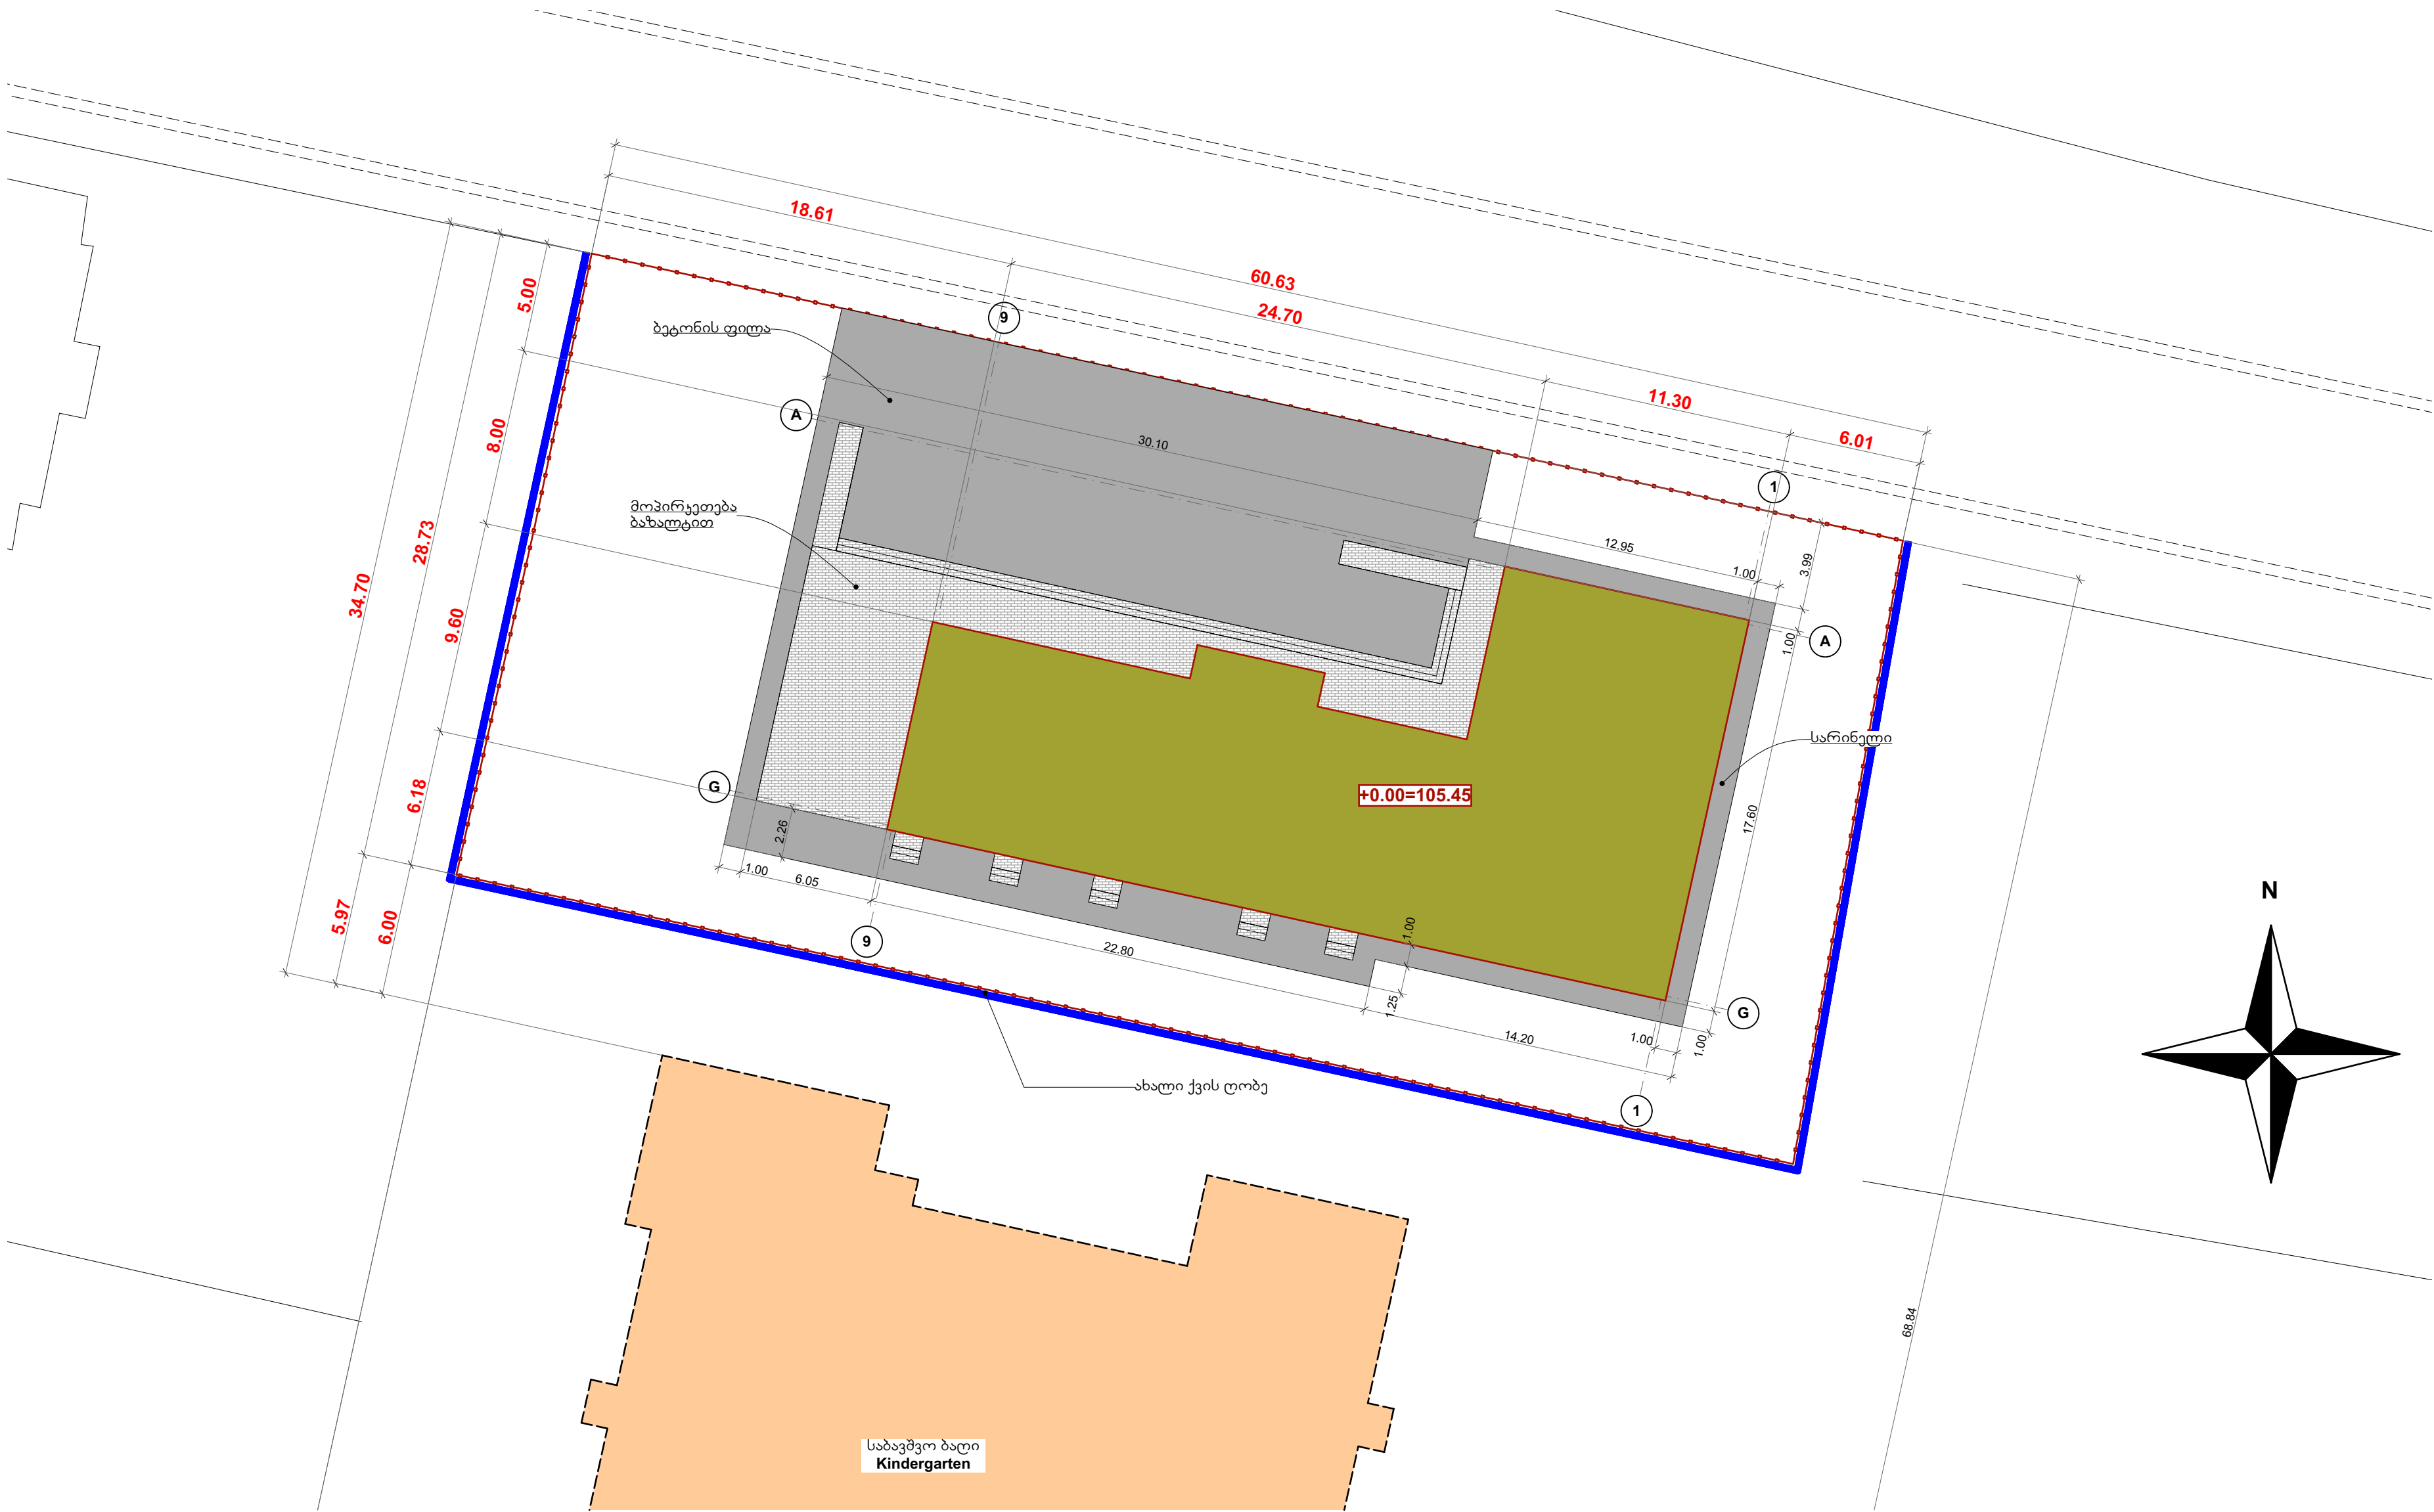 18.61
60.63
24.70
11.30
6.01
5.00
ბეტონის ფილა
9
8.00
A
30.10
1
12.95
1.00
3.99
მოპირკეთება
ბაზალტით
28.73
34.70
9.60
1.00
A
სარინელი
+0.00=105.45
6.18
G
17.60
2.26
1.00
6.05
N
5.97
6.00
9
22.80
1.00
1.25
14.20
1.00
1.00
G
ახალი ქვის ღობე
1
68.84
საბავშვო ბაღი
Kindergarten